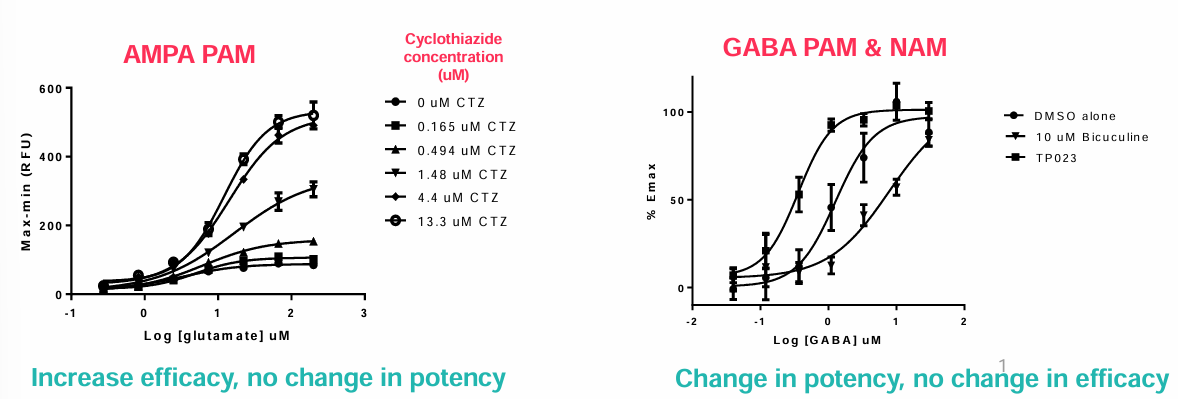 AMPA PAM
Cyclothiazide
concentration
(uM)
600
400
200
0
-1
0
1
2
3
Max-min (RFU)
Log [glutamate] uM
0 uM CTZ
0.165 uM CTZ
0.494 uM CTZ
1.48 uM CTZ
4.4 uM CTZ
13.3 uM CTZ
Increase efficacy, no change in potency
GABA PAM & NAM
100
50
0
-2
-1
0
1
2
% Emax
Log [GABA] uM
DMSO alone
10 uM Bicuculine
TP023
1
Change in potency, no change in efficacy